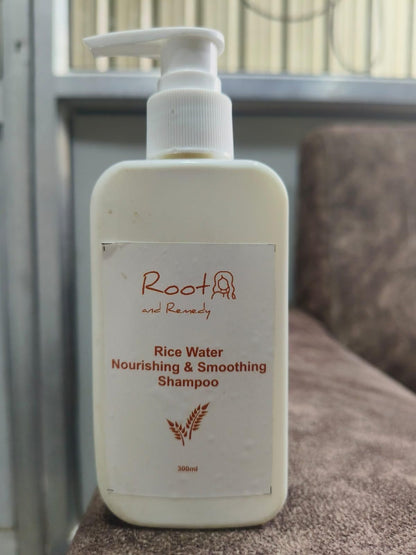 Root
and Remedy
Rice Water
Nourishing & Smoothing
Shampoo
300ml